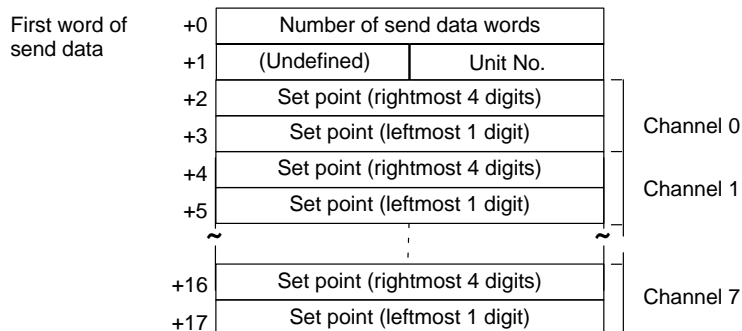 First word of
send data
+0 Number of send data words
+1 (Undefined) Unit No.
+2 Set point (rightmost 4 digits)
+3 Set point (leftmost 1 digit)
Channel 0
+4 Set point (rightmost 4 digits)
+5 Set point (leftmost 1 digit)
Channel 1
~ ~
+16 Set point (rightmost 4 digits)
+17 Set point (leftmost 1 digit)
Channel 7